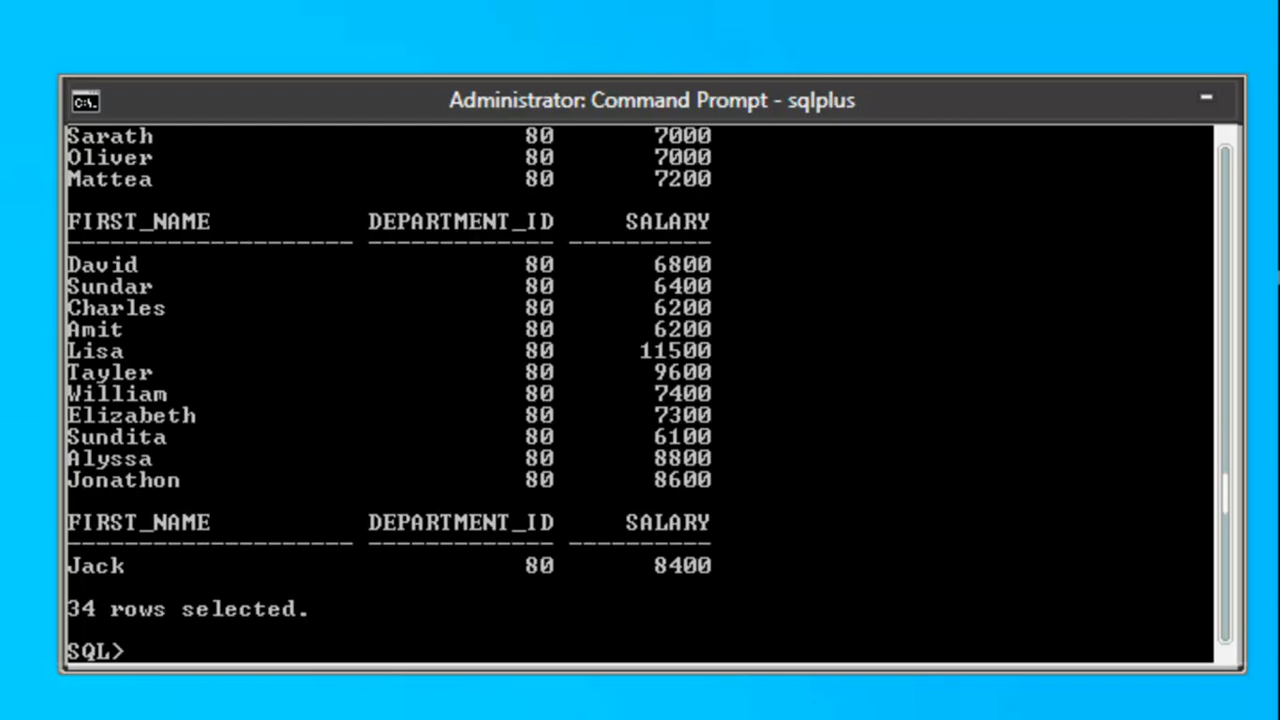 Administrator: Command Prompt - sqlplus
Sarath 80 7000
Oliver 80 7000
Mattea 80 7200
FIRST_NAME DEPARTMENT_ID SALARY
-------------------- ------------- ----------
David 80 6800
Sundar 80 6400
Charles 80 6200
Amit 80 6200
Lisa 80 11500
Tayler 80 9600
William 80 7400
Elizabeth 80 7300
Sundita 80 6100
Alyssa 80 8800
Jonathon 80 8600
FIRST_NAME DEPARTMENT_ID SALARY
-------------------- ------------- ----------
Jack 80 8400
34 rows selected.
SQL>